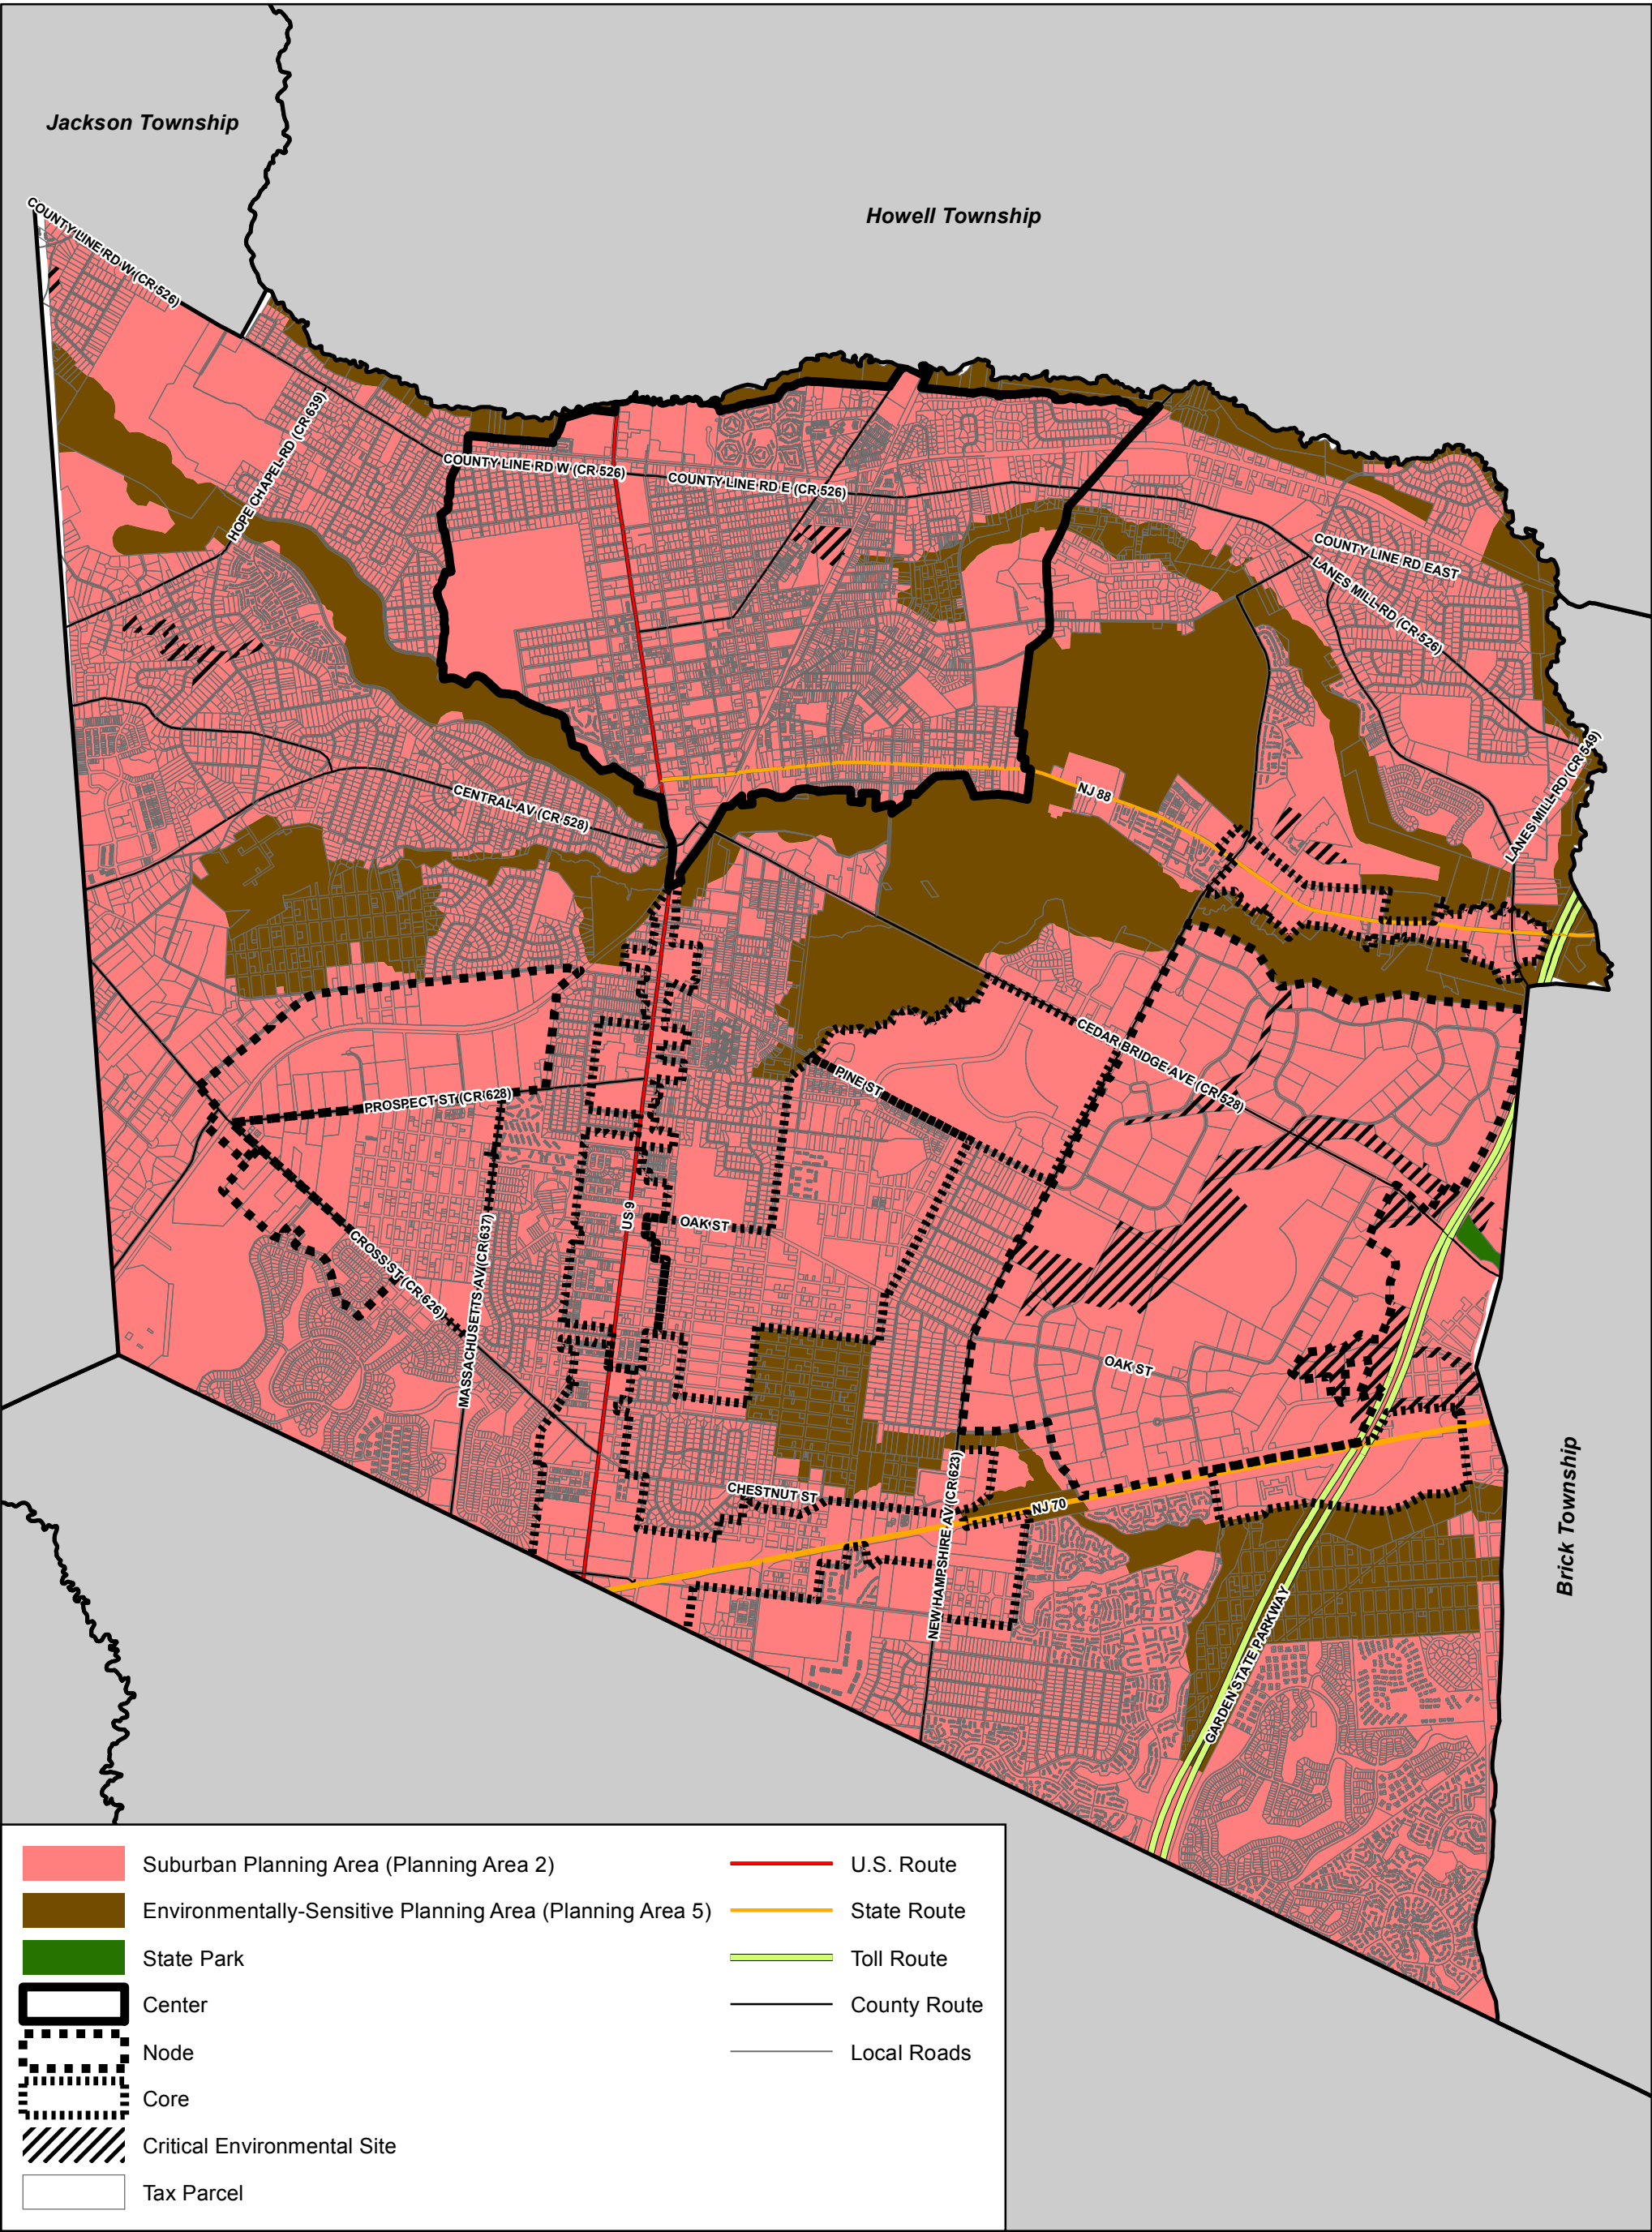 Jackson Township
Howell Township
COUNTY LINE RD W (CR 526)
HOPE CHAPEL RD (CR 639)
COUNTY LINE RD W (CR 526)
COUNTY LINE RD E (CR 526)
COUNTY LINE RD EAST
LANES MILL RD (CR 526)
LANES MILL RD (CR 549)
CENTRAL AV (CR 528)
NJ 88
CEDAR BRIDGE AVE (CR 528)
PINE ST
PROSPECT ST (CR 628)
US 9
OAK ST
CROSS ST (CR 626)
MASSACHUSETTS AV (CR 637)
OAK ST
CHESTNUT ST
NJ 70
NEW HAMPSHIRE AV (CR 623)
Brick Township
GARDEN STATE PARKWAY
Suburban Planning Area (Planning Area 2)
Environmentally-Sensitive Planning Area (Planning Area 5)
State Park
Center
Node
Core
Critical Environmental Site
Tax Parcel
U.S. Route
State Route
Toll Route
County Route
Local Roads